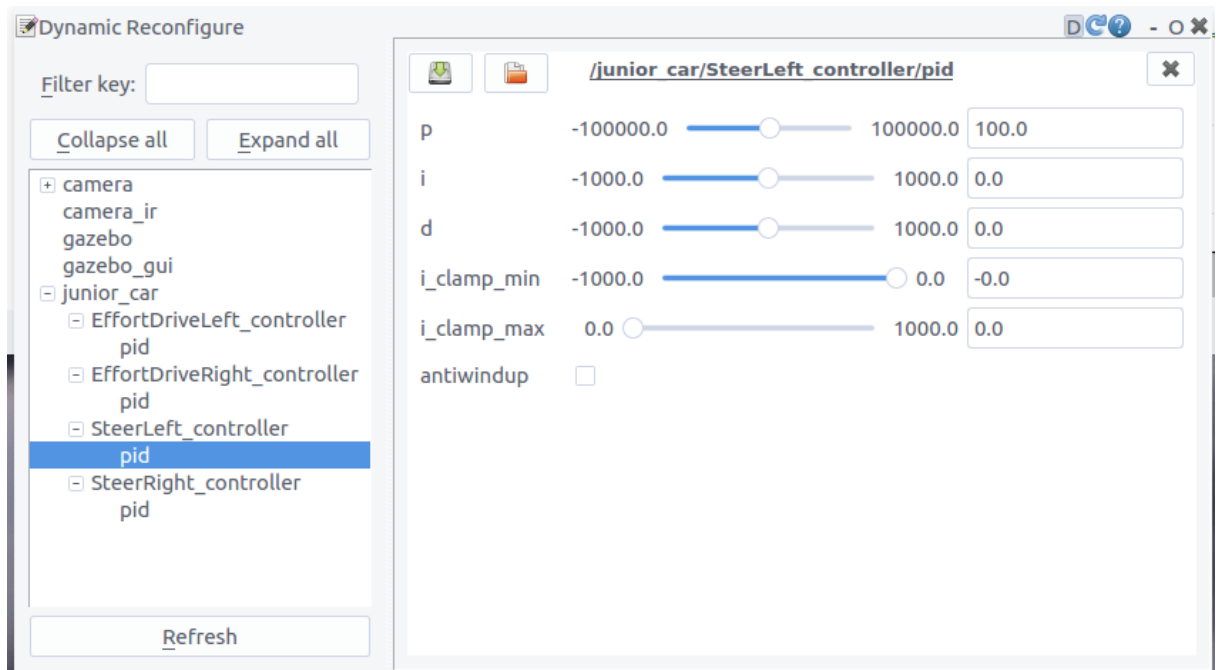 Dynamic Reconfigure
D
?
- O
Filter key:
Collapse all
Expand all
camera
camera_ir
gazebo
gazebo_gui
junior_car
EffortDriveLeft_controller
pid
EffortDriveRight_controller
pid
SteerLeft_controller
pid
SteerRight_controller
pid
Refresh
/junior_car/SteerLeft_controller/pid
p -100000.0 100000.0 100.0
i -1000.0 1000.0 0.0
d -1000.0 1000.0 0.0
i_clamp_min -1000.0 0.0 -0.0
i_clamp_max 0.0 1000.0 0.0
antiwindup